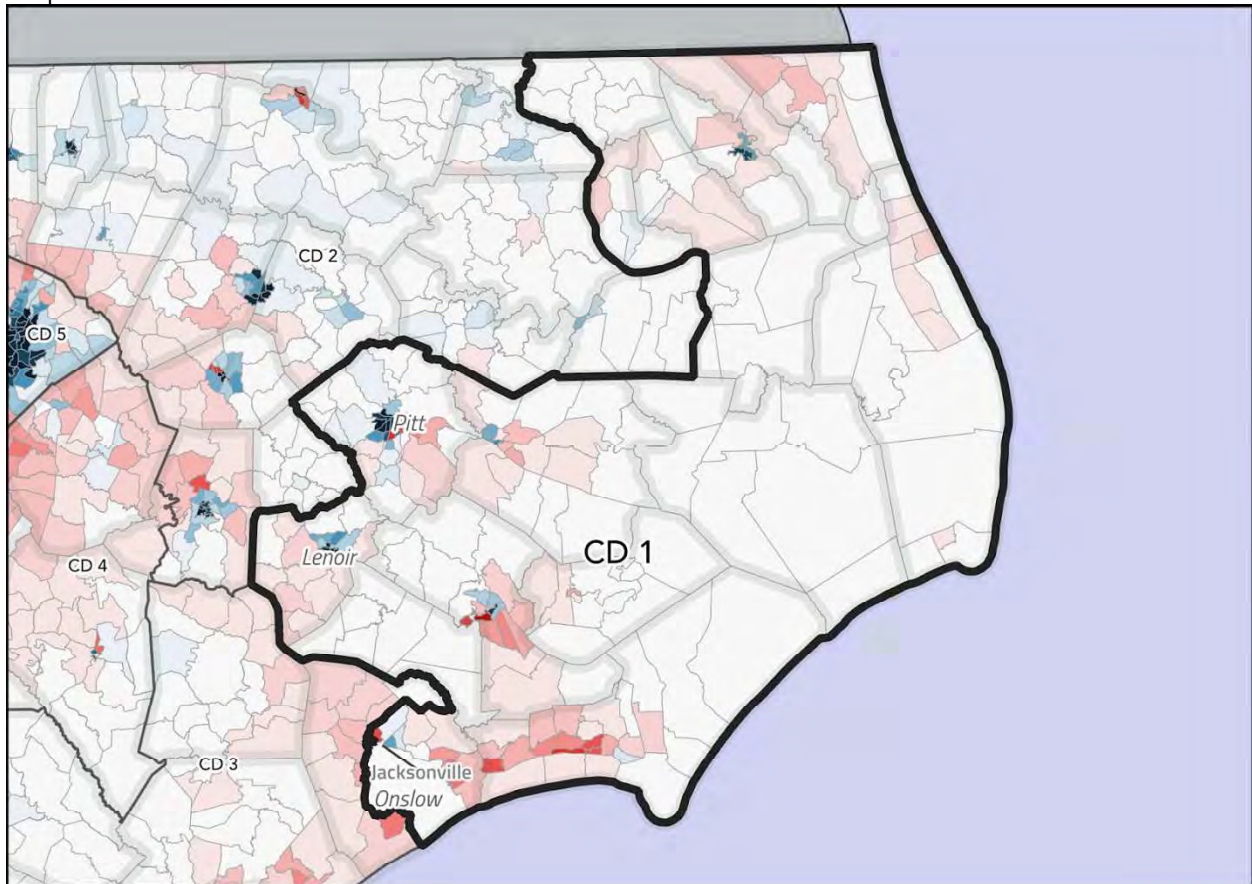 CD 2
CD 5
Pitt
CD 1
Lenoir
CD 4
CD 3
Jacksonville
Onslow